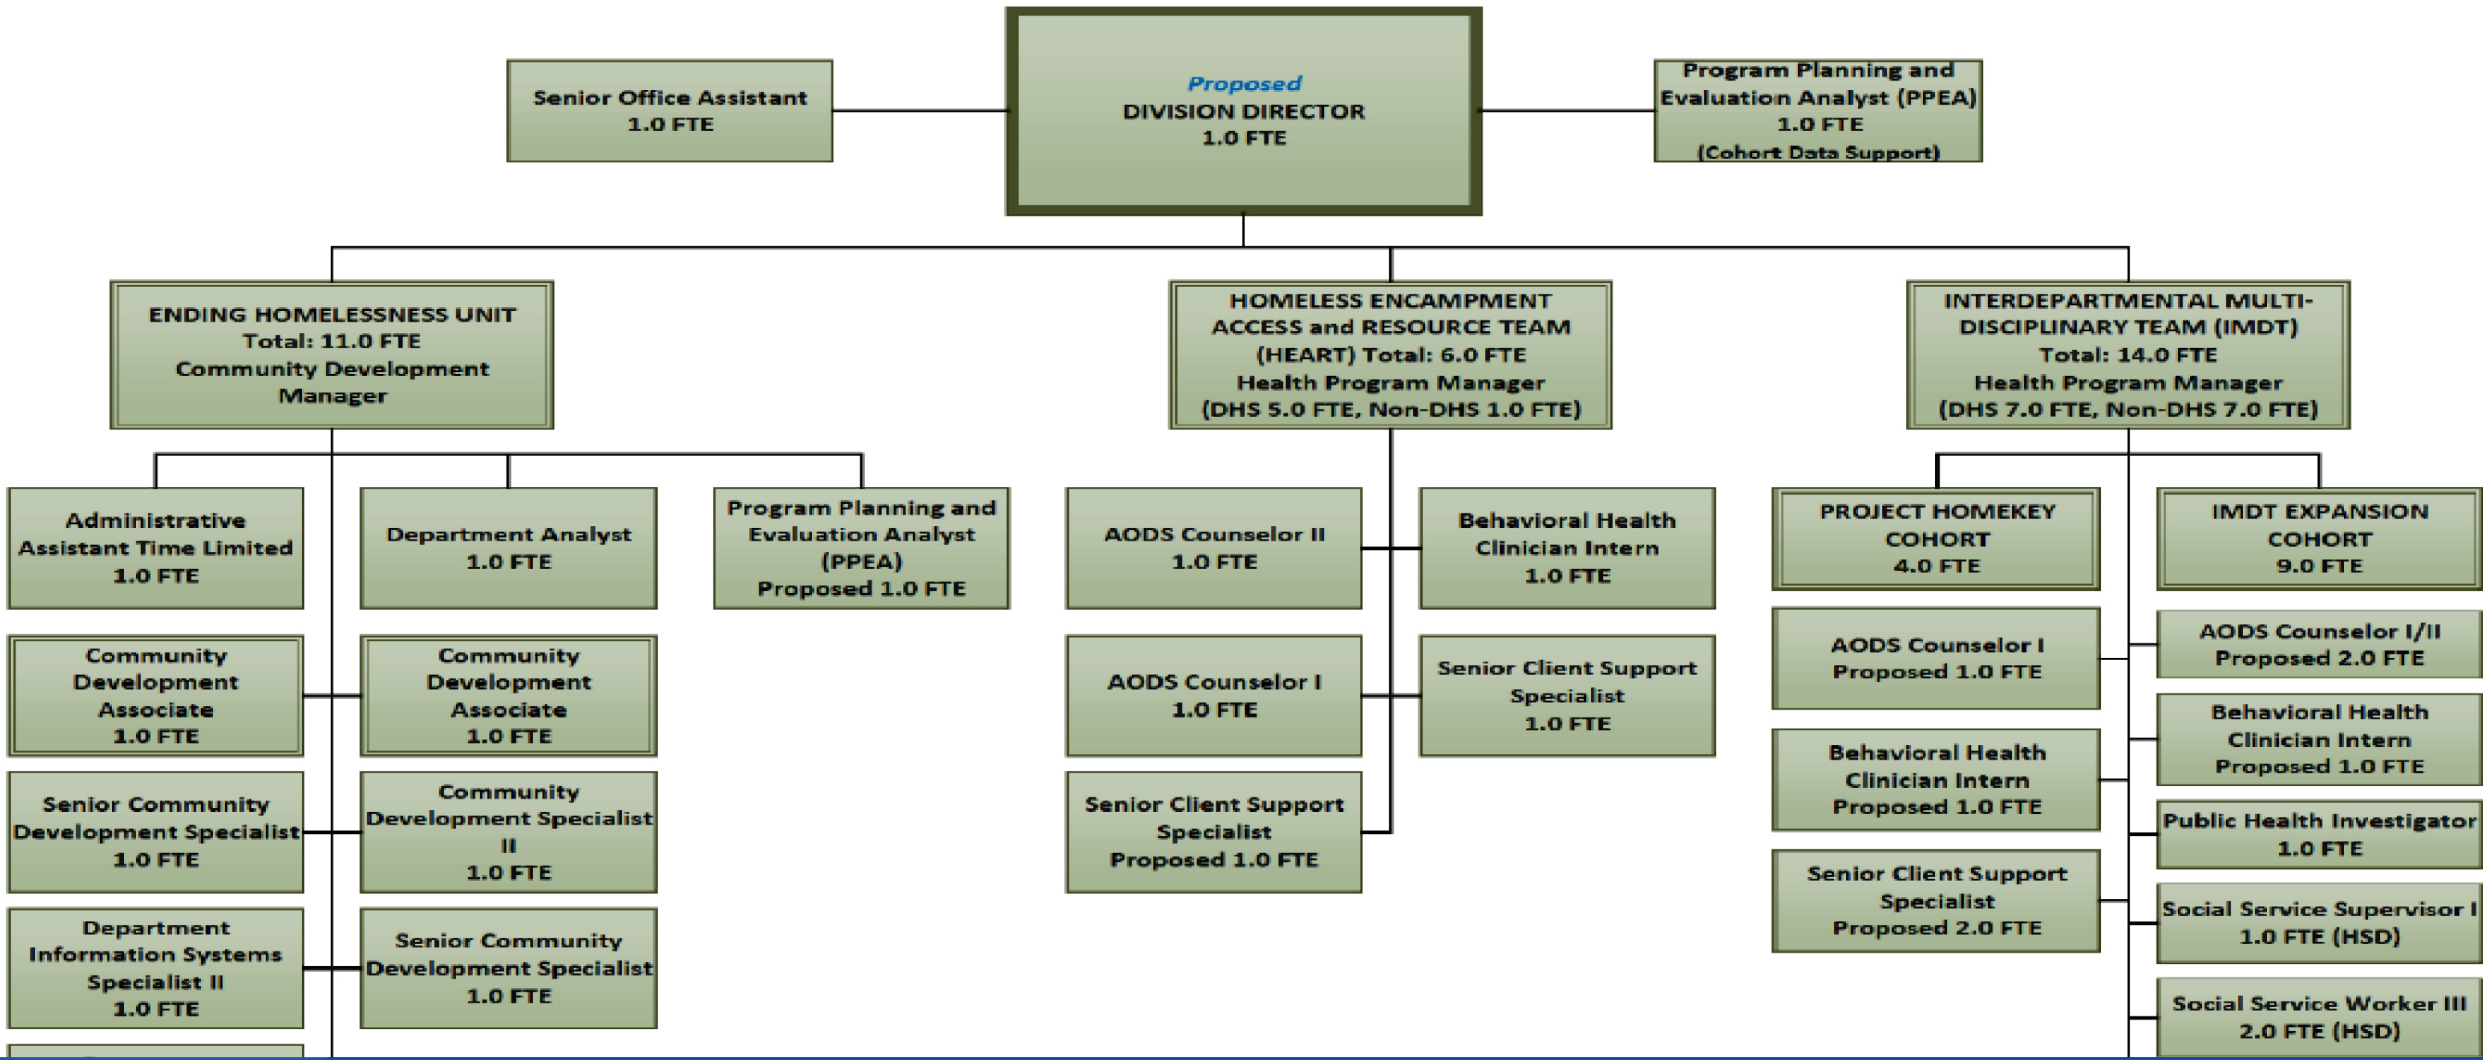 Senior Office Assistant
1.0 FTE
Proposed
DIVISION DIRECTOR
1.0 FTE
Program Planning and
Evaluation Analyst (PPEA)
1.0 FTE
(Cohort Data Support)
ENDING HOMELESSNESS UNIT
Total: 11.0 FTE
Community Development
Manager
HOMELESS ENCAMPMENT
ACCESS and RESOURCE TEAM
(HEART) Total: 6.0 FTE
Health Program Manager
(DHS 5.0 FTE, Non-DHS 1.0 FTE)
INTERDEPARTMENTAL MULTI-
DISCIPLINARY TEAM (IMDT)
Total: 14.0 FTE
Health Program Manager
(DHS 7.0 FTE, Non-DHS 7.0 FTE)
Administrative
Assistant Time Limited
1.0 FTE
Department Analyst
1.0 FTE
Program Planning and
Evaluation Analyst
(PPEA)
Proposed 1.0 FTE
Community
Development
Associate
1.0 FTE
Community
Development
Associate
1.0 FTE
Senior Community
Development Specialist
1.0 FTE
Community
Development Specialist
II
1.0 FTE
Department
Information Systems
Specialist II
1.0 FTE
Senior Community
Development Specialist
1.0 FTE
AODS Counselor II
1.0 FTE
Behavioral Health
Clinician Intern
1.0 FTE
AODS Counselor I
1.0 FTE
Senior Client Support
Specialist
1.0 FTE
Senior Client Support
Specialist
Proposed 1.0 FTE
PROJECT HOMEKEY
COHORT
4.0 FTE
AODS Counselor I
Proposed 1.0 FTE
Behavioral Health
Clinician Intern
Proposed 1.0 FTE
Senior Client Support
Specialist
Proposed 2.0 FTE
IMDT EXPANSION
COHORT
9.0 FTE
AODS Counselor I/II
Proposed 2.0 FTE
Behavioral Health
Clinician Intern
Proposed 1.0 FTE
Public Health Investigator
1.0 FTE
Social Service Supervisor I
1.0 FTE (HSD)
Social Service Worker III
2.0 FTE (HSD)